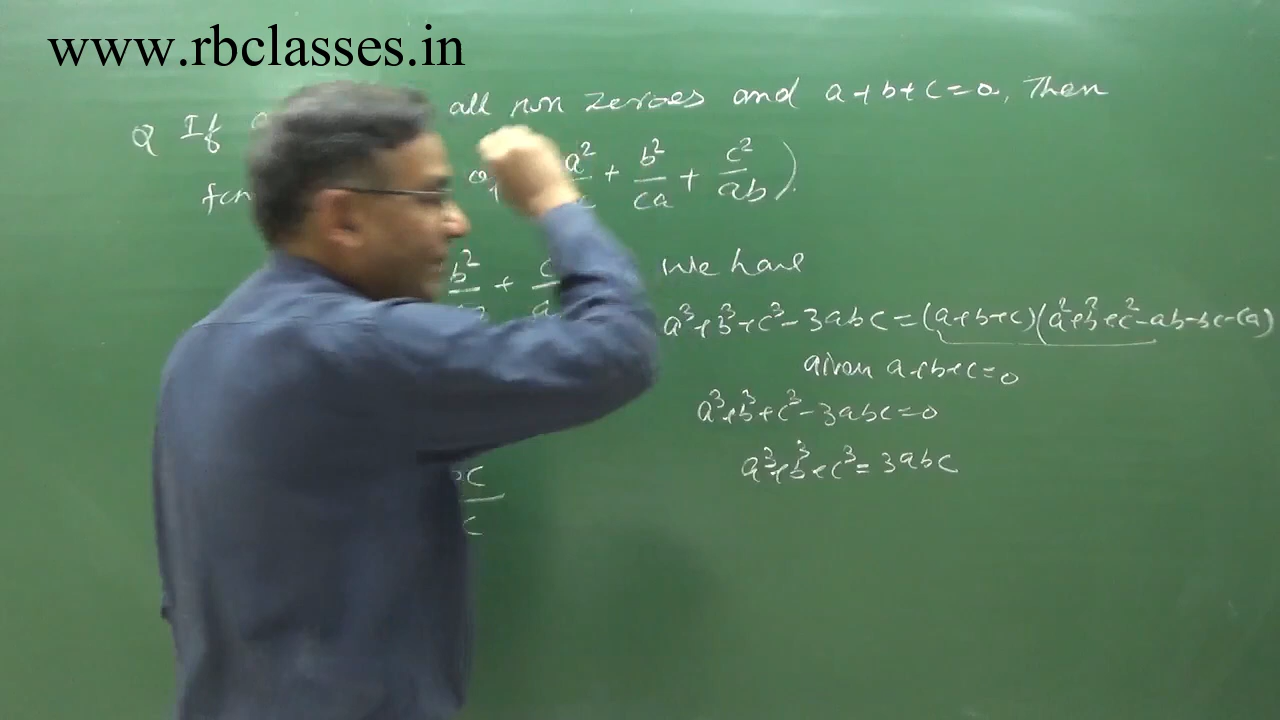 www.rbclasses.in
Q If a all non zeroes and a+b+c=0, Then
a²/ c + b²/ca + c²/ab).
b²/ + c / a We have
a³+b³+c³-3abc=(a+b+c)(a²+b²+c²-ab-bc-ca)
given a+b+c=0
a³+b³+c³-3abc=0
a³+b³+c³=3abc
c